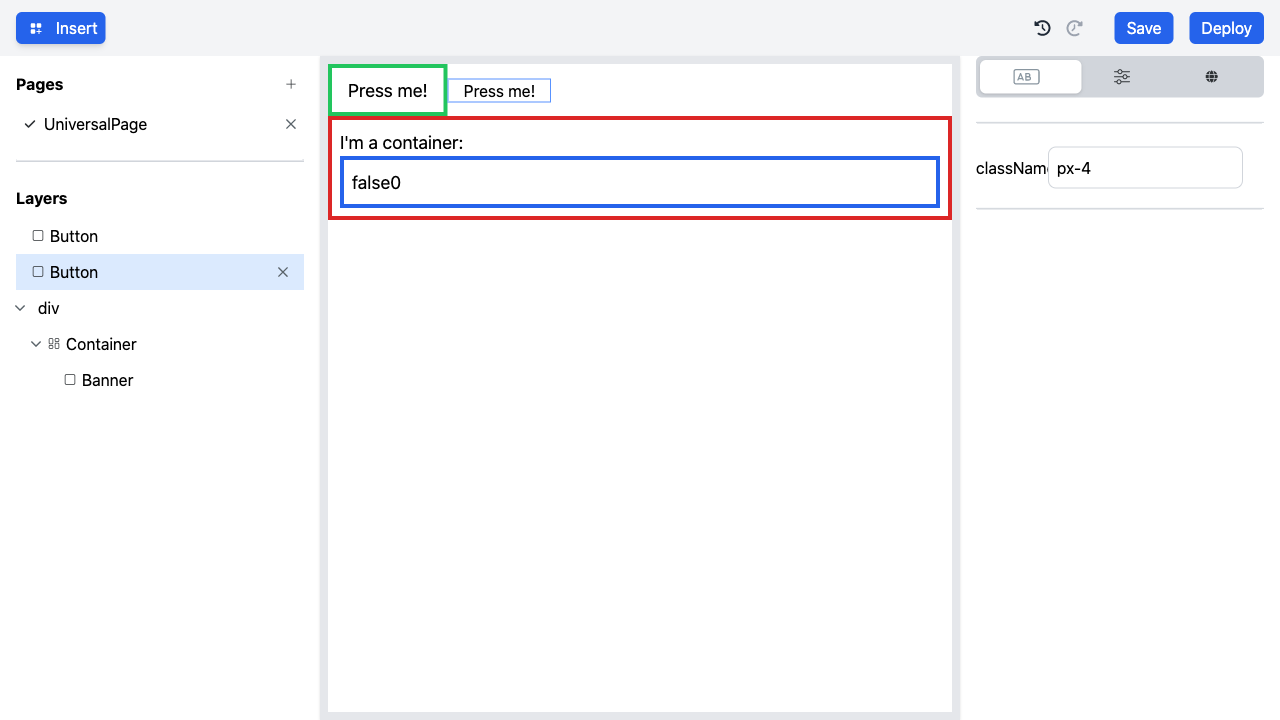 Insert
Save
Deploy
Pages
UniversalPage
Layers
Button
Button
div
Container
Banner
Press me!
Press me!
I'm a container:
false0
AB
className
px-4